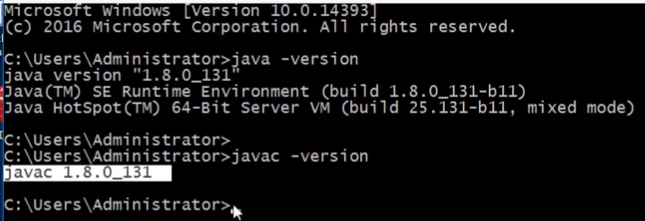 Microsoft Windows [Version 10.0.14393]
(c) 2016 Microsoft Corporation. All rights reserved.
C:\Users\Administrator>java -version
java version "1.8.0_131"
Java(TM) SE Runtime Environment (build 1.8.0_131-b11)
Java HotSpot(TM) 64-Bit Server VM (build 25.131-b11, mixed mode)
C:\Users\Administrator>
C:\Users\Administrator>javac -version
javac 1.8.0_131
C:\Users\Administrator>